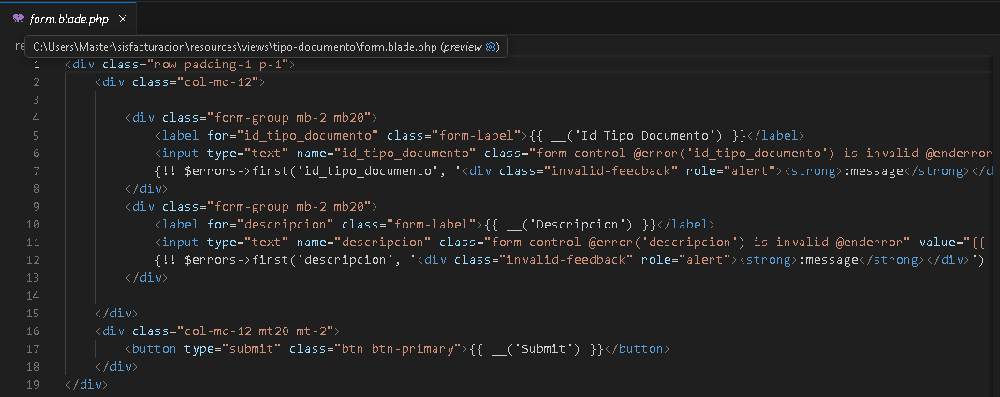 form.blade.php
re
C:\Users\Master\sisfacturacion\resources\views\tipo-documento\form.blade.php (preview )
1 <div class="row padding-1 p-1">
2     <div class="col-md-12">
3
4         <div class="form-group mb-2 mb20">
5             <label for="id_tipo_documento" class="form-label">{{ __('Id Tipo Documento') }}</label>
6             <input type="text" name="id_tipo_documento" class="form-control @error('id_tipo_documento') is-invalid @enderror
7             {!! $errors->first('id_tipo_documento', '<div class="invalid-feedback" role="alert"><strong>:message</strong></d
8         </div>
9         <div class="form-group mb-2 mb20">
10             <label for="descripcion" class="form-label">{{ __('Descripcion') }}</label>
11             <input type="text" name="descripcion" class="form-control @error('descripcion') is-invalid @enderror" value="{{
12             {!! $errors->first('descripcion', '<div class="invalid-feedback" role="alert"><strong>:message</strong></div>')
13         </div>
14
15     </div>
16     <div class="col-md-12 mt20 mt-2">
17         <button type="submit" class="btn btn-primary">{{ __('Submit') }}</button>
18     </div>
19 </div>